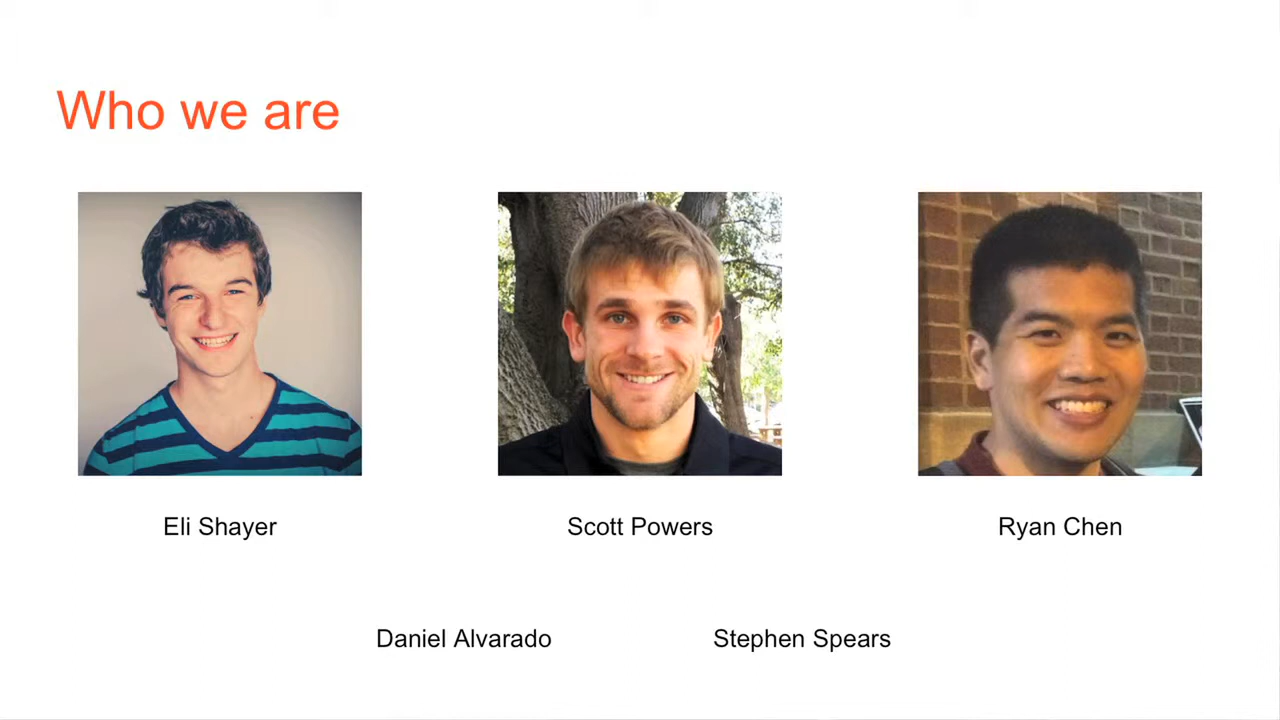 Who we are
Eli Shayer
Scott Powers
Ryan Chen
Daniel Alvarado
Stephen Spears